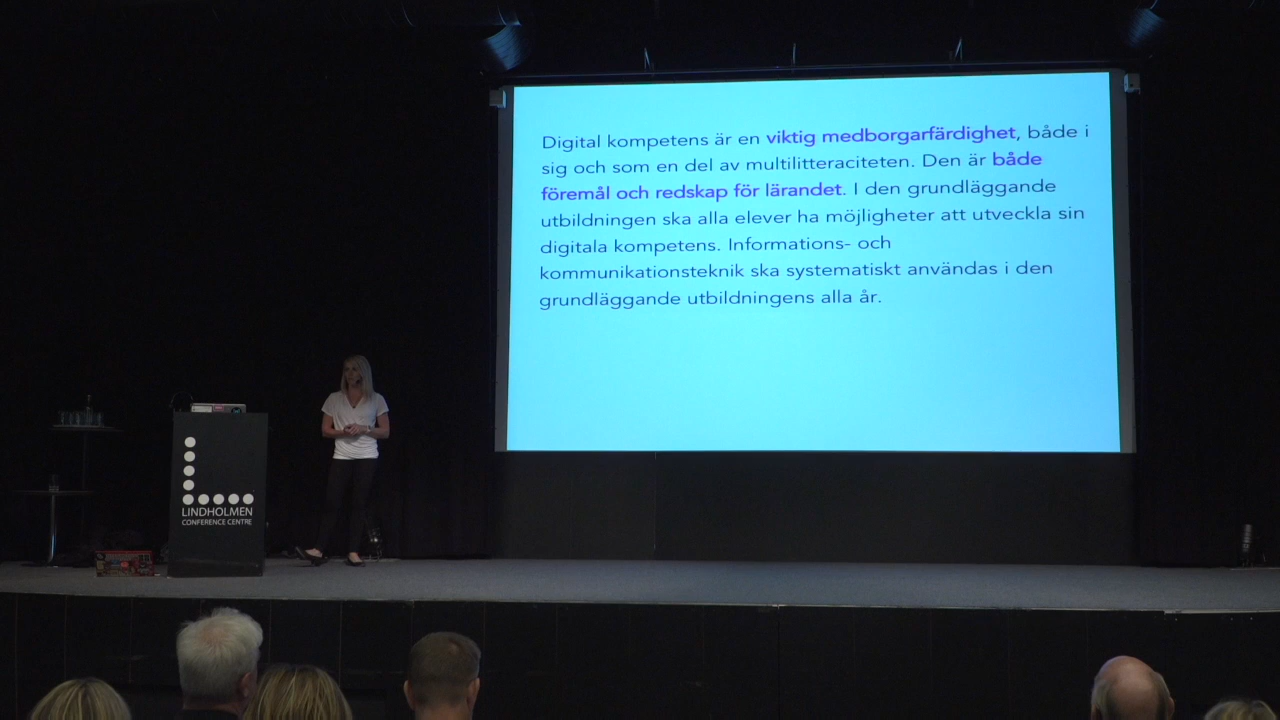 Digital kompetens är en viktig medborgarfärdighet, både i
sig och som en del av multilitteraciteten. Den är både
föremål och redskap för lärandet. I den grundläggande
utbildningen ska alla elever ha möjligheter att utveckla sin
digitala kompetens. Informations- och
kommunikationsteknik ska systematiskt användas i den
grundläggande utbildningens alla år.
LINDHOLMEN
CONFERENCE CENTRE